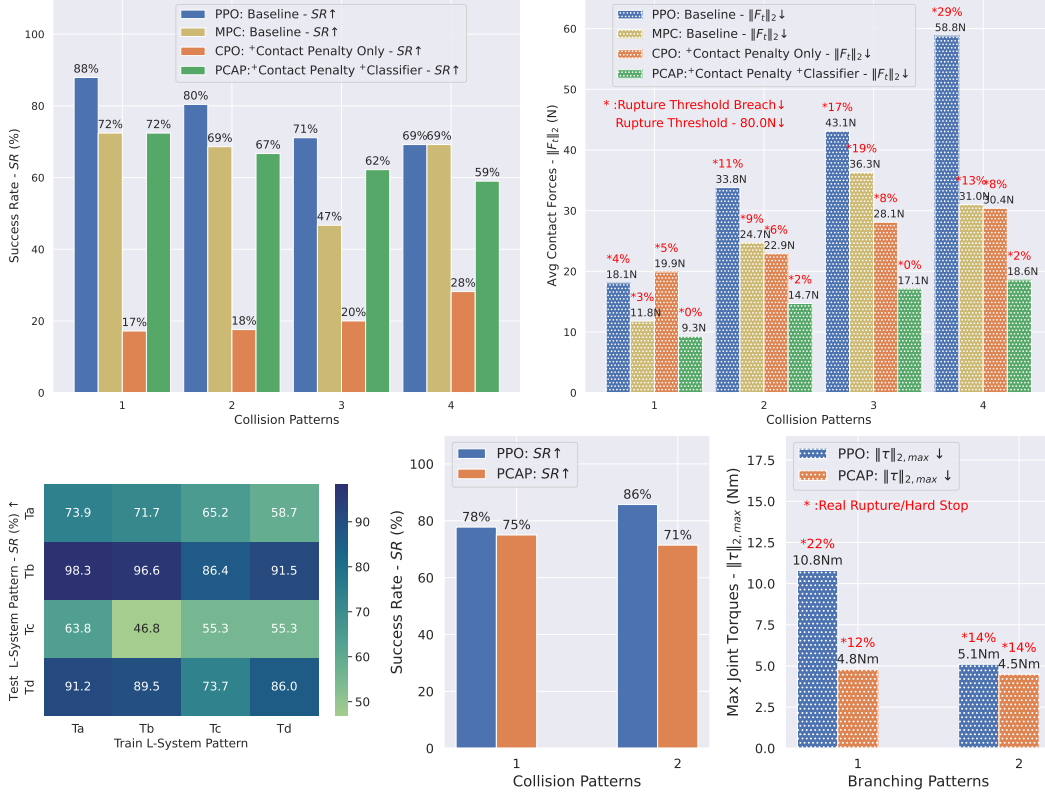 PPO: Baseline - SR↑
MPC: Baseline - SR↑
CPO: ⁺Contact Penalty Only - SR↑
PCAP:⁺Contact Penalty ⁺Classifier - SR↑
Success Rate - SR (%)
100
80
60
40
20
0
88%
72%
17%
72%
80%
69%
18%
67%
71%
47%
20%
62%
69%
69%
28%
59%
1
2
3
4
Collision Patterns
PPO: Baseline - ‖Fₜ‖₂↓
MPC: Baseline - ‖Fₜ‖₂↓
CPO: ⁺Contact Penalty Only - ‖Fₜ‖₂↓
PCAP:⁺Contact Penalty ⁺Classifier - ‖Fₜ‖₂↓
* :Rupture Threshold Breach↓
Rupture Threshold - 80.0N↓
Avg Contact Forces - ‖Fₜ‖₂ (N)
60
50
40
30
20
10
0
*4%
18.1N
*3%
11.8N
*5%
19.9N
*0%
9.3N
*11%
33.8N
*9%
24.7N
*6%
22.9N
*2%
14.7N
*17%
43.1N
*19%
36.3N
*8%
28.1N
*0%
17.1N
*29%
58.8N
*13%
31.0N
*8%
30.4N
*2%
18.6N
1
2
3
4
Collision Patterns
Test L-System Pattern - SR (%) ↑
Ta
73.9
71.7
65.2
58.7
Tb
98.3
96.6
86.4
91.5
Tc
63.8
46.8
55.3
55.3
Td
91.2
89.5
73.7
86.0
Ta
Tb
Tc
Td
Train L-System Pattern
90
80
70
60
50
PPO: SR↑
PCAP: SR↑
Success Rate - SR (%)
100
80
60
40
20
0
78%
75%
86%
71%
1
2
Collision Patterns
PPO: ‖τ‖₂,ₘₐₓ ↓
PCAP: ‖τ‖₂,ₘₐₓ ↓
* :Real Rupture/Hard Stop
Max Joint Torques - ‖τ‖₂,ₘₐₓ (Nm)
17.5
15.0
12.5
10.0
7.5
5.0
2.5
0.0
*22%
10.8Nm
*12%
4.8Nm
*14%
5.1Nm
*14%
4.5Nm
1
2
Branching Patterns